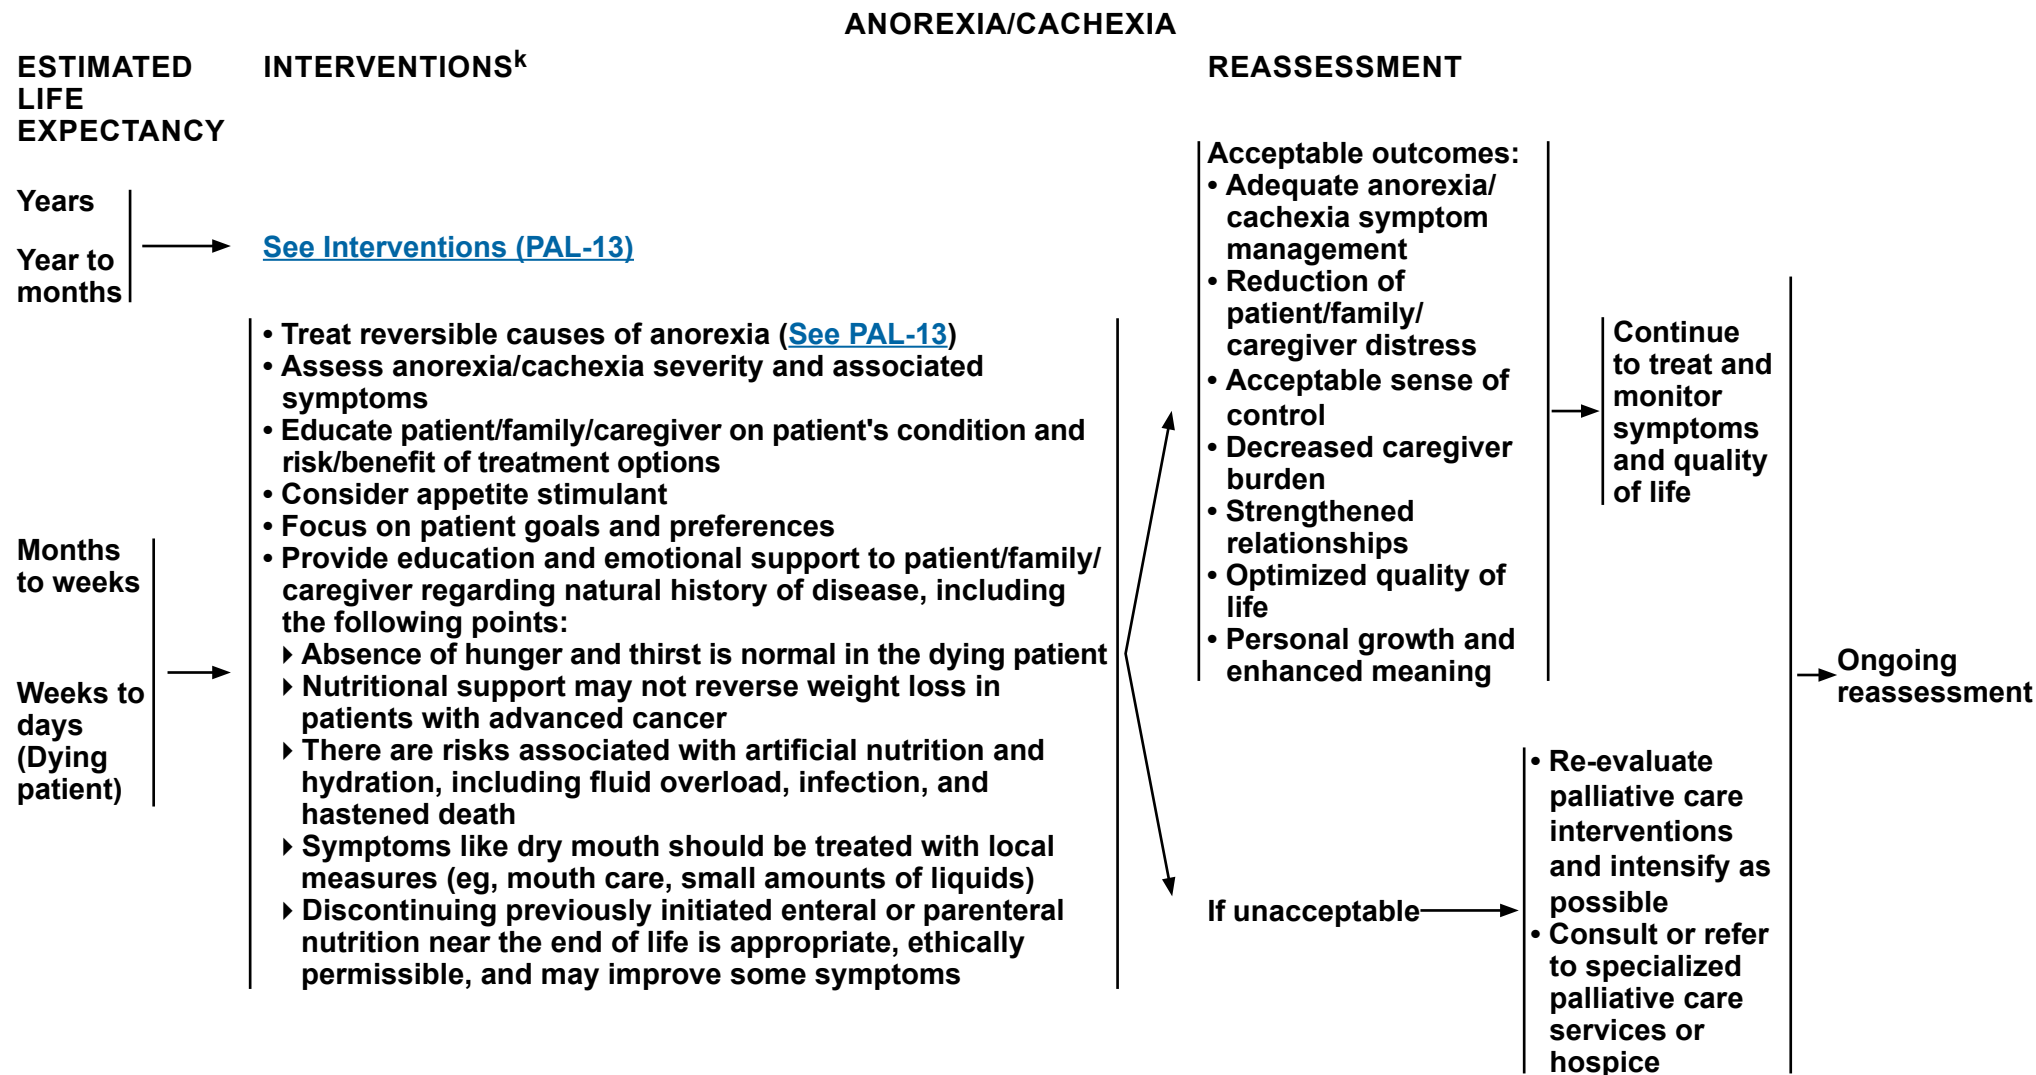 ANOREXIA/CACHEXIA
ESTIMATED
LIFE
EXPECTANCY
INTERVENTIONSᵏ
REASSESSMENT
Years
Year to
months
See Interventions (PAL-13)
Months
to weeks
Weeks to
days
(Dying
patient)
• Treat reversible causes of anorexia (See PAL-13)
• Assess anorexia/cachexia severity and associated
symptoms
• Educate patient/family/caregiver on patient's condition and
risk/benefit of treatment options
• Consider appetite stimulant
• Focus on patient goals and preferences
• Provide education and emotional support to patient/family/
caregiver regarding natural history of disease, including
the following points:
‣ Absence of hunger and thirst is normal in the dying patient
‣ Nutritional support may not reverse weight loss in
patients with advanced cancer
‣ There are risks associated with artificial nutrition and
hydration, including fluid overload, infection, and
hastened death
‣ Symptoms like dry mouth should be treated with local
measures (eg, mouth care, small amounts of liquids)
‣ Discontinuing previously initiated enteral or parenteral
nutrition near the end of life is appropriate, ethically
permissible, and may improve some symptoms
Acceptable outcomes:
• Adequate anorexia/
cachexia symptom
management
• Reduction of
patient/family/
caregiver distress
• Acceptable sense of
control
• Decreased caregiver
burden
• Strengthened
relationships
• Optimized quality of
life
• Personal growth and
enhanced meaning
Continue
to treat and
monitor
symptoms
and quality
of life
If unacceptable
• Re-evaluate
palliative care
interventions
and intensify as
possible
• Consult or refer
to specialized
palliative care
services or
hospice
Ongoing
reassessment